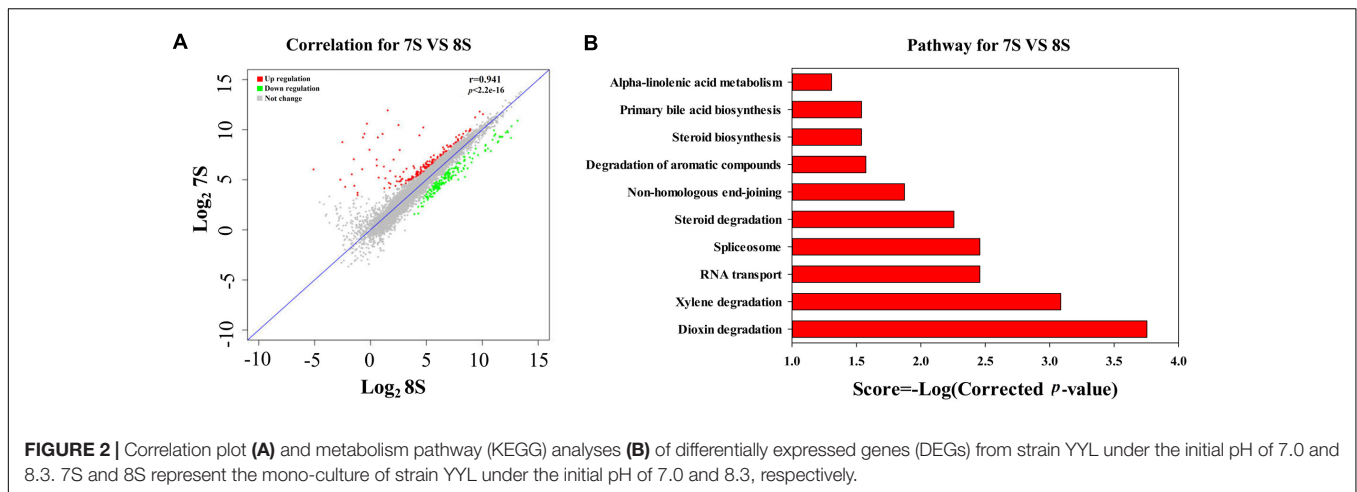 A
Correlation for 7S VS 8S
Up regulation
Down regulation
Not change
r=0.941
p<2.2e-16
15
10
5
0
-5
-10
Log2 7S
-10 -5 0 5 10 15
Log2 8S
B
Pathway for 7S VS 8S
Alpha-linolenic acid metabolism
Primary bile acid biosynthesis
Steroid biosynthesis
Degradation of aromatic compounds
Non-homologous end-joining
Steroid degradation
Spliceosome
RNA transport
Xylene degradation
Dioxin degradation
1.0 1.5 2.0 2.5 3.0 3.5 4.0
Score=-Log(Corrected p-value)
FIGURE 2 | Correlation plot (A) and metabolism pathway (KEGG) analyses (B) of differentially expressed genes (DEGs) from strain YYL under the initial pH of 7.0 and
8.3. 7S and 8S represent the mono-culture of strain YYL under the initial pH of 7.0 and 8.3, respectively.